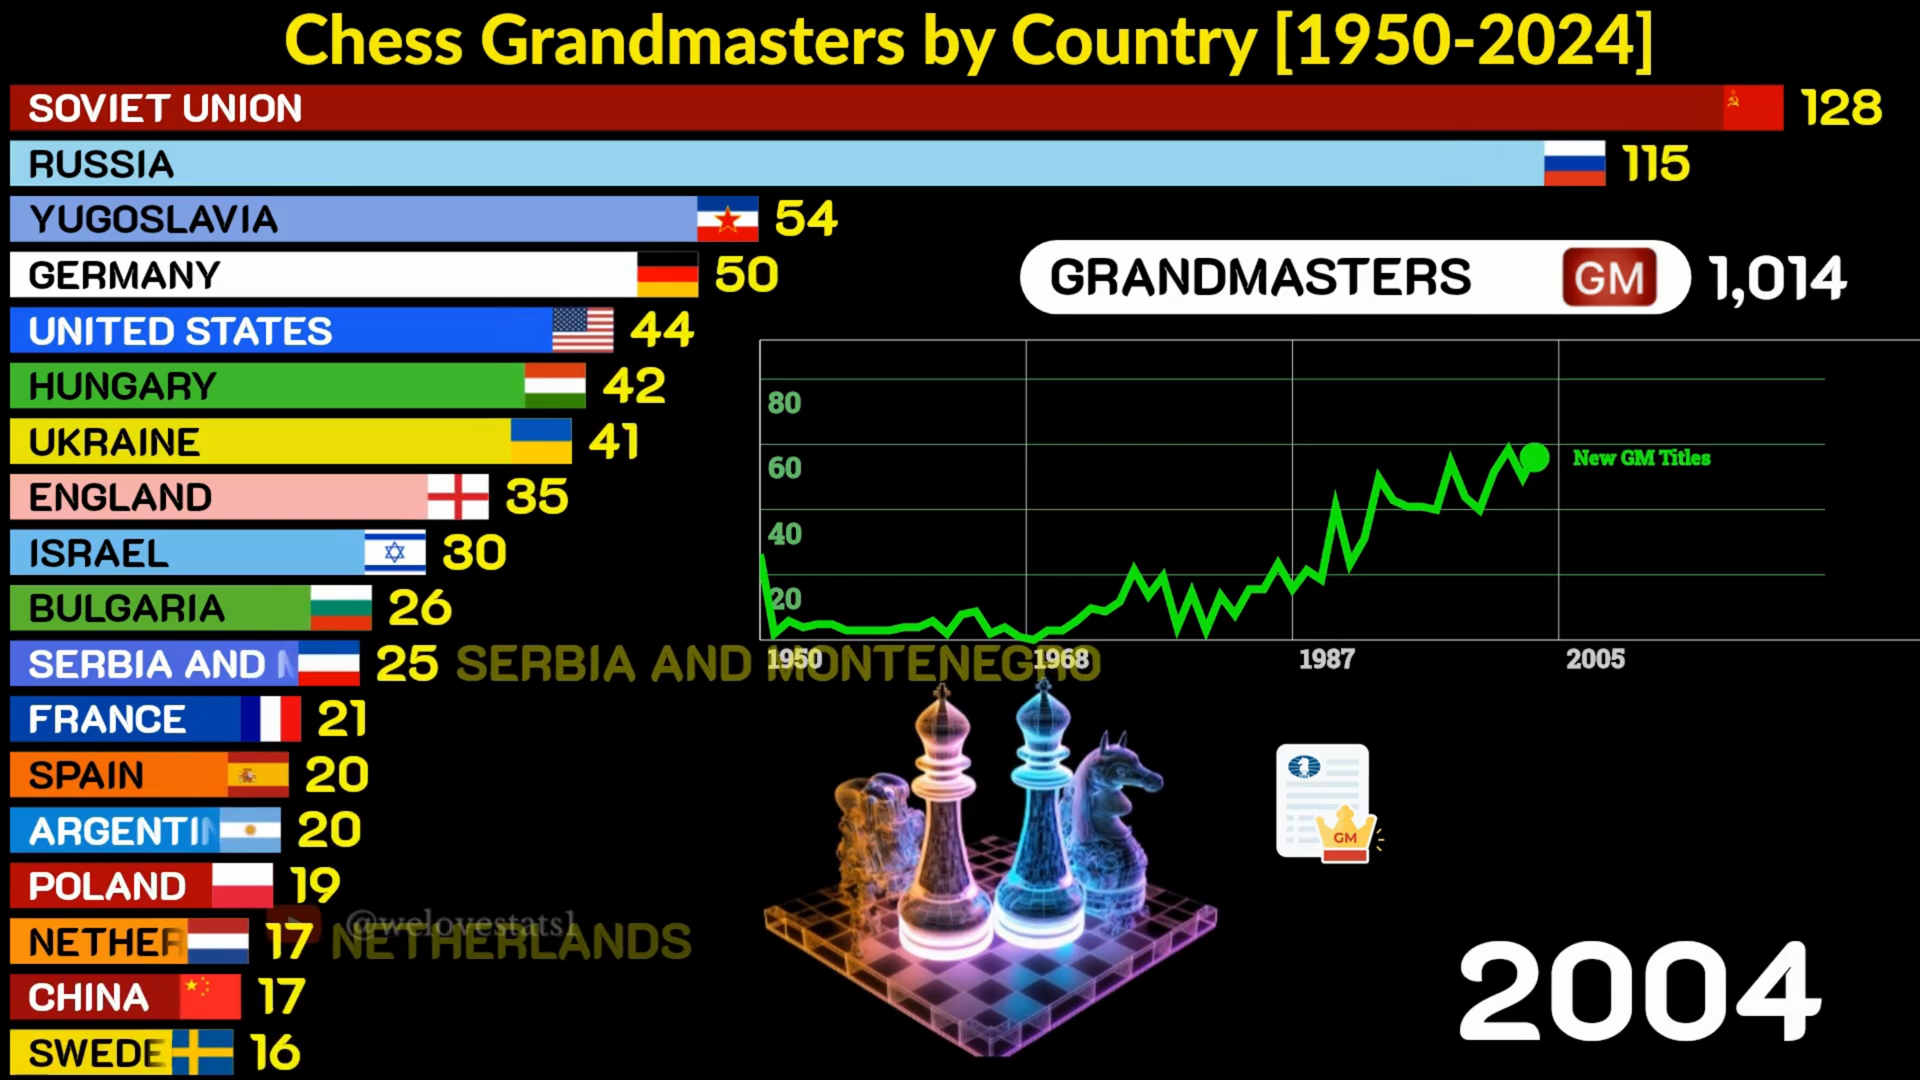 Chess Grandmasters by Country [1950-2024]
SOVIET UNION 128
RUSSIA 115
YUGOSLAVIA 54
GERMANY 50
UNITED STATES 44
HUNGARY 42
UKRAINE 41
ENGLAND 35
ISRAEL 30
BULGARIA 26
SERBIA AND 25 SERBIA AND MONTENEGRO
FRANCE 21
SPAIN 20
ARGENTIN 20
POLAND 19
NETHER 17 NETHERLANDS
@welovestats1
CHINA 17
SWEDE 16
GRANDMASTERS GM 1,014
80
60
40
20
New GM Titles
1950 1968 1987 2005
GM
2004